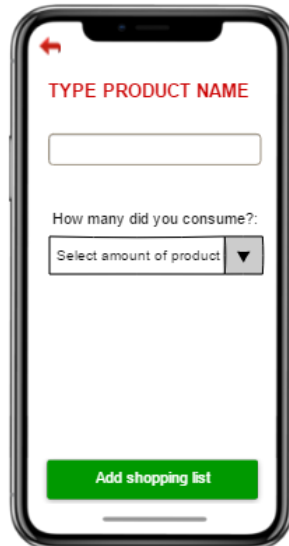 TYPE PRODUCT NAME
How many did you consume?:
Select amount of product
Add shopping list